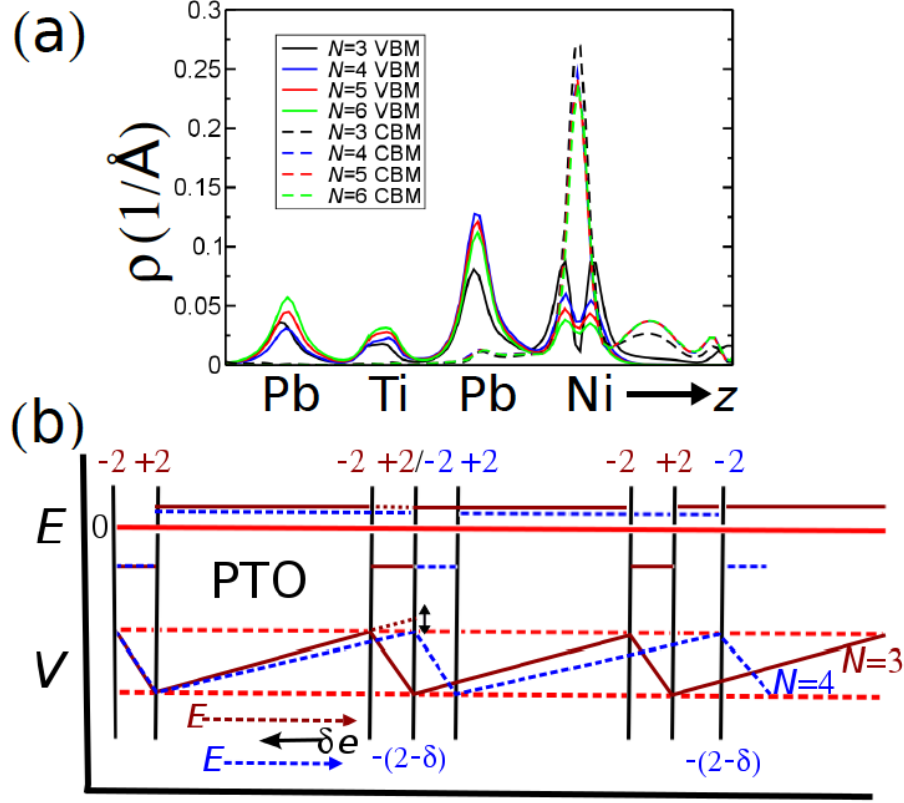 (a)
0.3
0.25
0.2
0.15
0.1
0.05
0
ρ (1/Å)
N=3 VBM
N=4 VBM
N=5 VBM
N=6 VBM
N=3 CBM
N=4 CBM
N=5 CBM
N=6 CBM
Pb Ti Pb Ni z
(b)
-2 +2 -2 +2/-2 +2 -2 +2 -2
E 0
PTO
V
N=3
N=4
E
δe
E -(2-δ) -(2-δ)